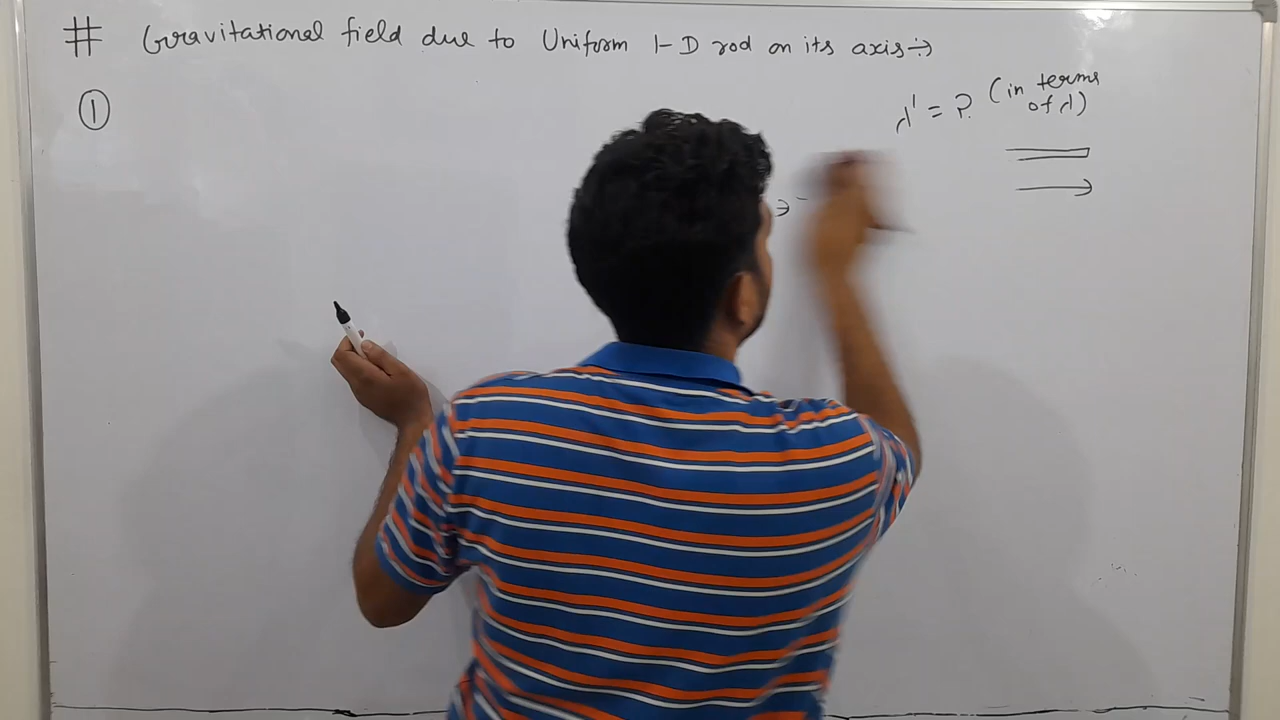 # Gravitational field due to Uniform 1-D rod on its axis →
①
λ' = ? (in terms
of λ)